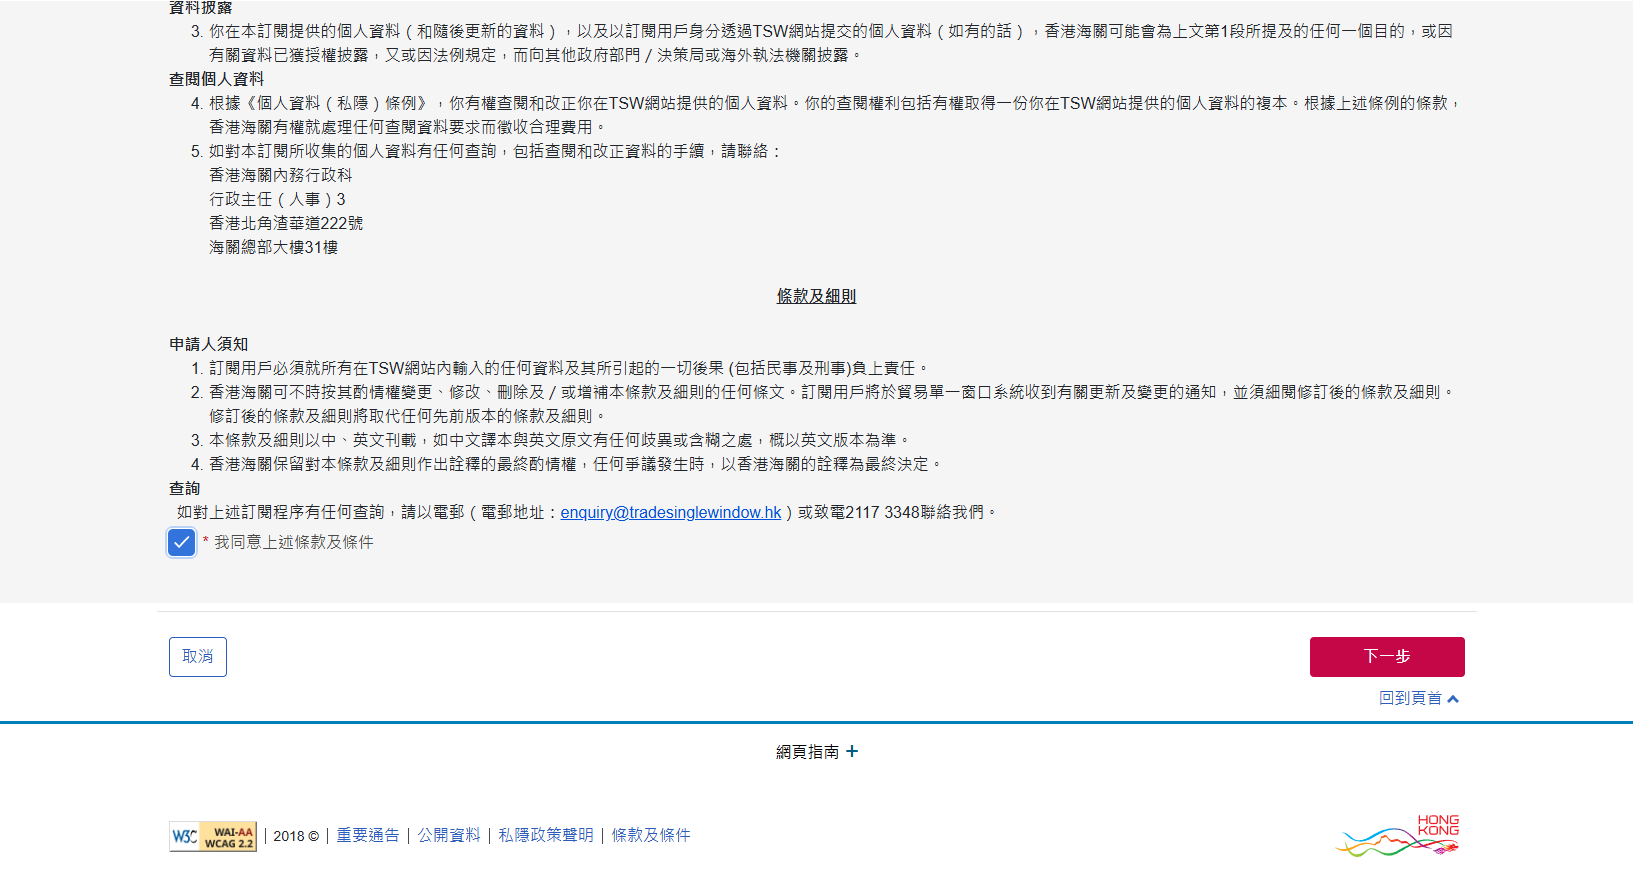 資料披露
3. 你在本訂閱提供的個人資料（和隨後更新的資料），以及以訂閱用戶身分透過TSW網站提交的個人資料（如有的話），香港海關可能會為上文第1段所提及的任何一個目的，或因
有關資料已獲授權披露，又或因法例規定，而向其他政府部門／決策局或海外執法機關披露。
查閱個人資料
4. 根據《個人資料（私隱）條例》，你有權查閱和改正你在TSW網站提供的個人資料。你的查閱權利包括有權取得一份你在TSW網站提供的個人資料的複本。根據上述條例的條款，
香港海關有權就處理任何查閱資料要求而徵收合理費用。
5. 如對本訂閱所收集的個人資料有任何查詢，包括查閱和改正資料的手續，請聯絡：
香港海關內務行政科
行政主任（人事）3
香港北角渣華道222號
海關總部大樓31樓
條款及細則
申請人須知
1. 訂閱用戶必須就所有在TSW網站內輸入的任何資料及其所引起的一切後果 (包括民事及刑事)負上責任。
2. 香港海關可不時按其酌情權變更、修改、刪除及／或增補本條款及細則的任何條文。訂閱用戶將於貿易單一窗口系統收到有關更新及變更的通知，並須細閱修訂後的條款及細則。
修訂後的條款及細則將取代任何先前版本的條款及細則。
3. 本條款及細則以中、英文刊載，如中文譯本與英文原文有任何歧異或含糊之處，概以英文版本為準。
4. 香港海關保留對本條款及細則作出詮釋的最終酌情權，任何爭議發生時，以香港海關的詮釋為最終決定。
查詢
如對上述訂閱程序有任何查詢，請以電郵（電郵地址：enquiry@tradesinglewindow.hk）或致電2117 3348聯絡我們。
* 我同意上述條款及條件
取消
下一步
回到頁首
網頁指南 +
W3C WAI-AA WCAG 2.2 | 2018 © | 重要通告 | 公開資料 | 私隱政策聲明 | 條款及條件
HONG
KONG